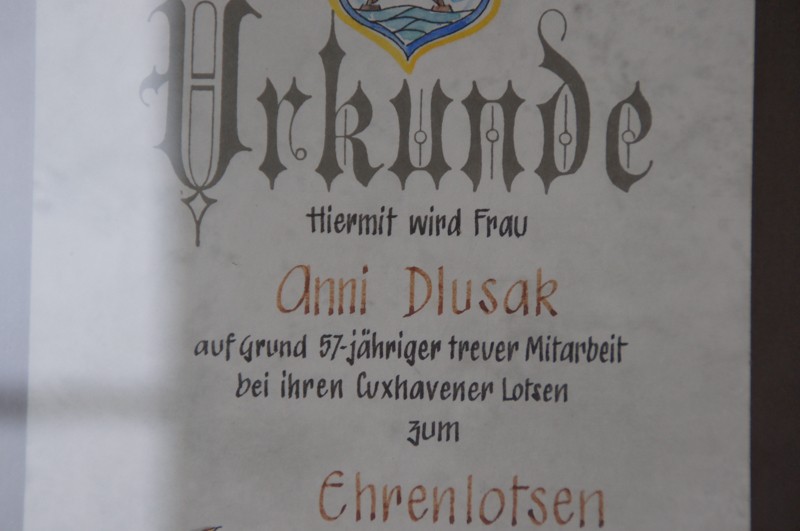 Urkunde
Hiermit wird Frau
Anni Dlusak
auf Grund 57-jähriger treuer Mitarbeit
bei ihren Cuxhavener Lotsen
zum
Ehrenlotsen